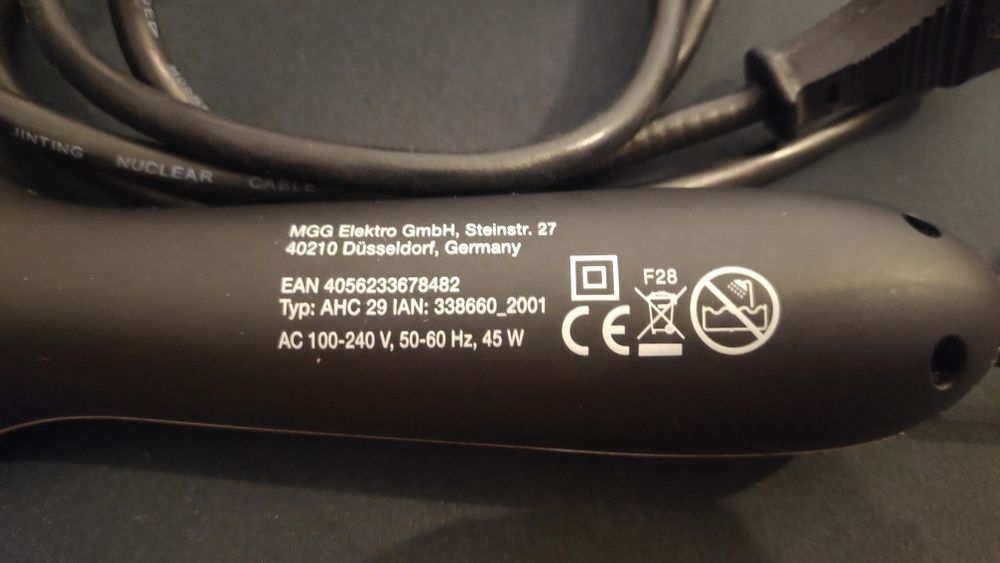 JINTING NUCLEAR CABLE
MGG Elektro GmbH, Steinstr. 27
40210 Düsseldorf, Germany
EAN 4056233678482
Typ: AHC 29 IAN: 338660_2001
AC 100-240 V, 50-60 Hz, 45 W
F28
CE